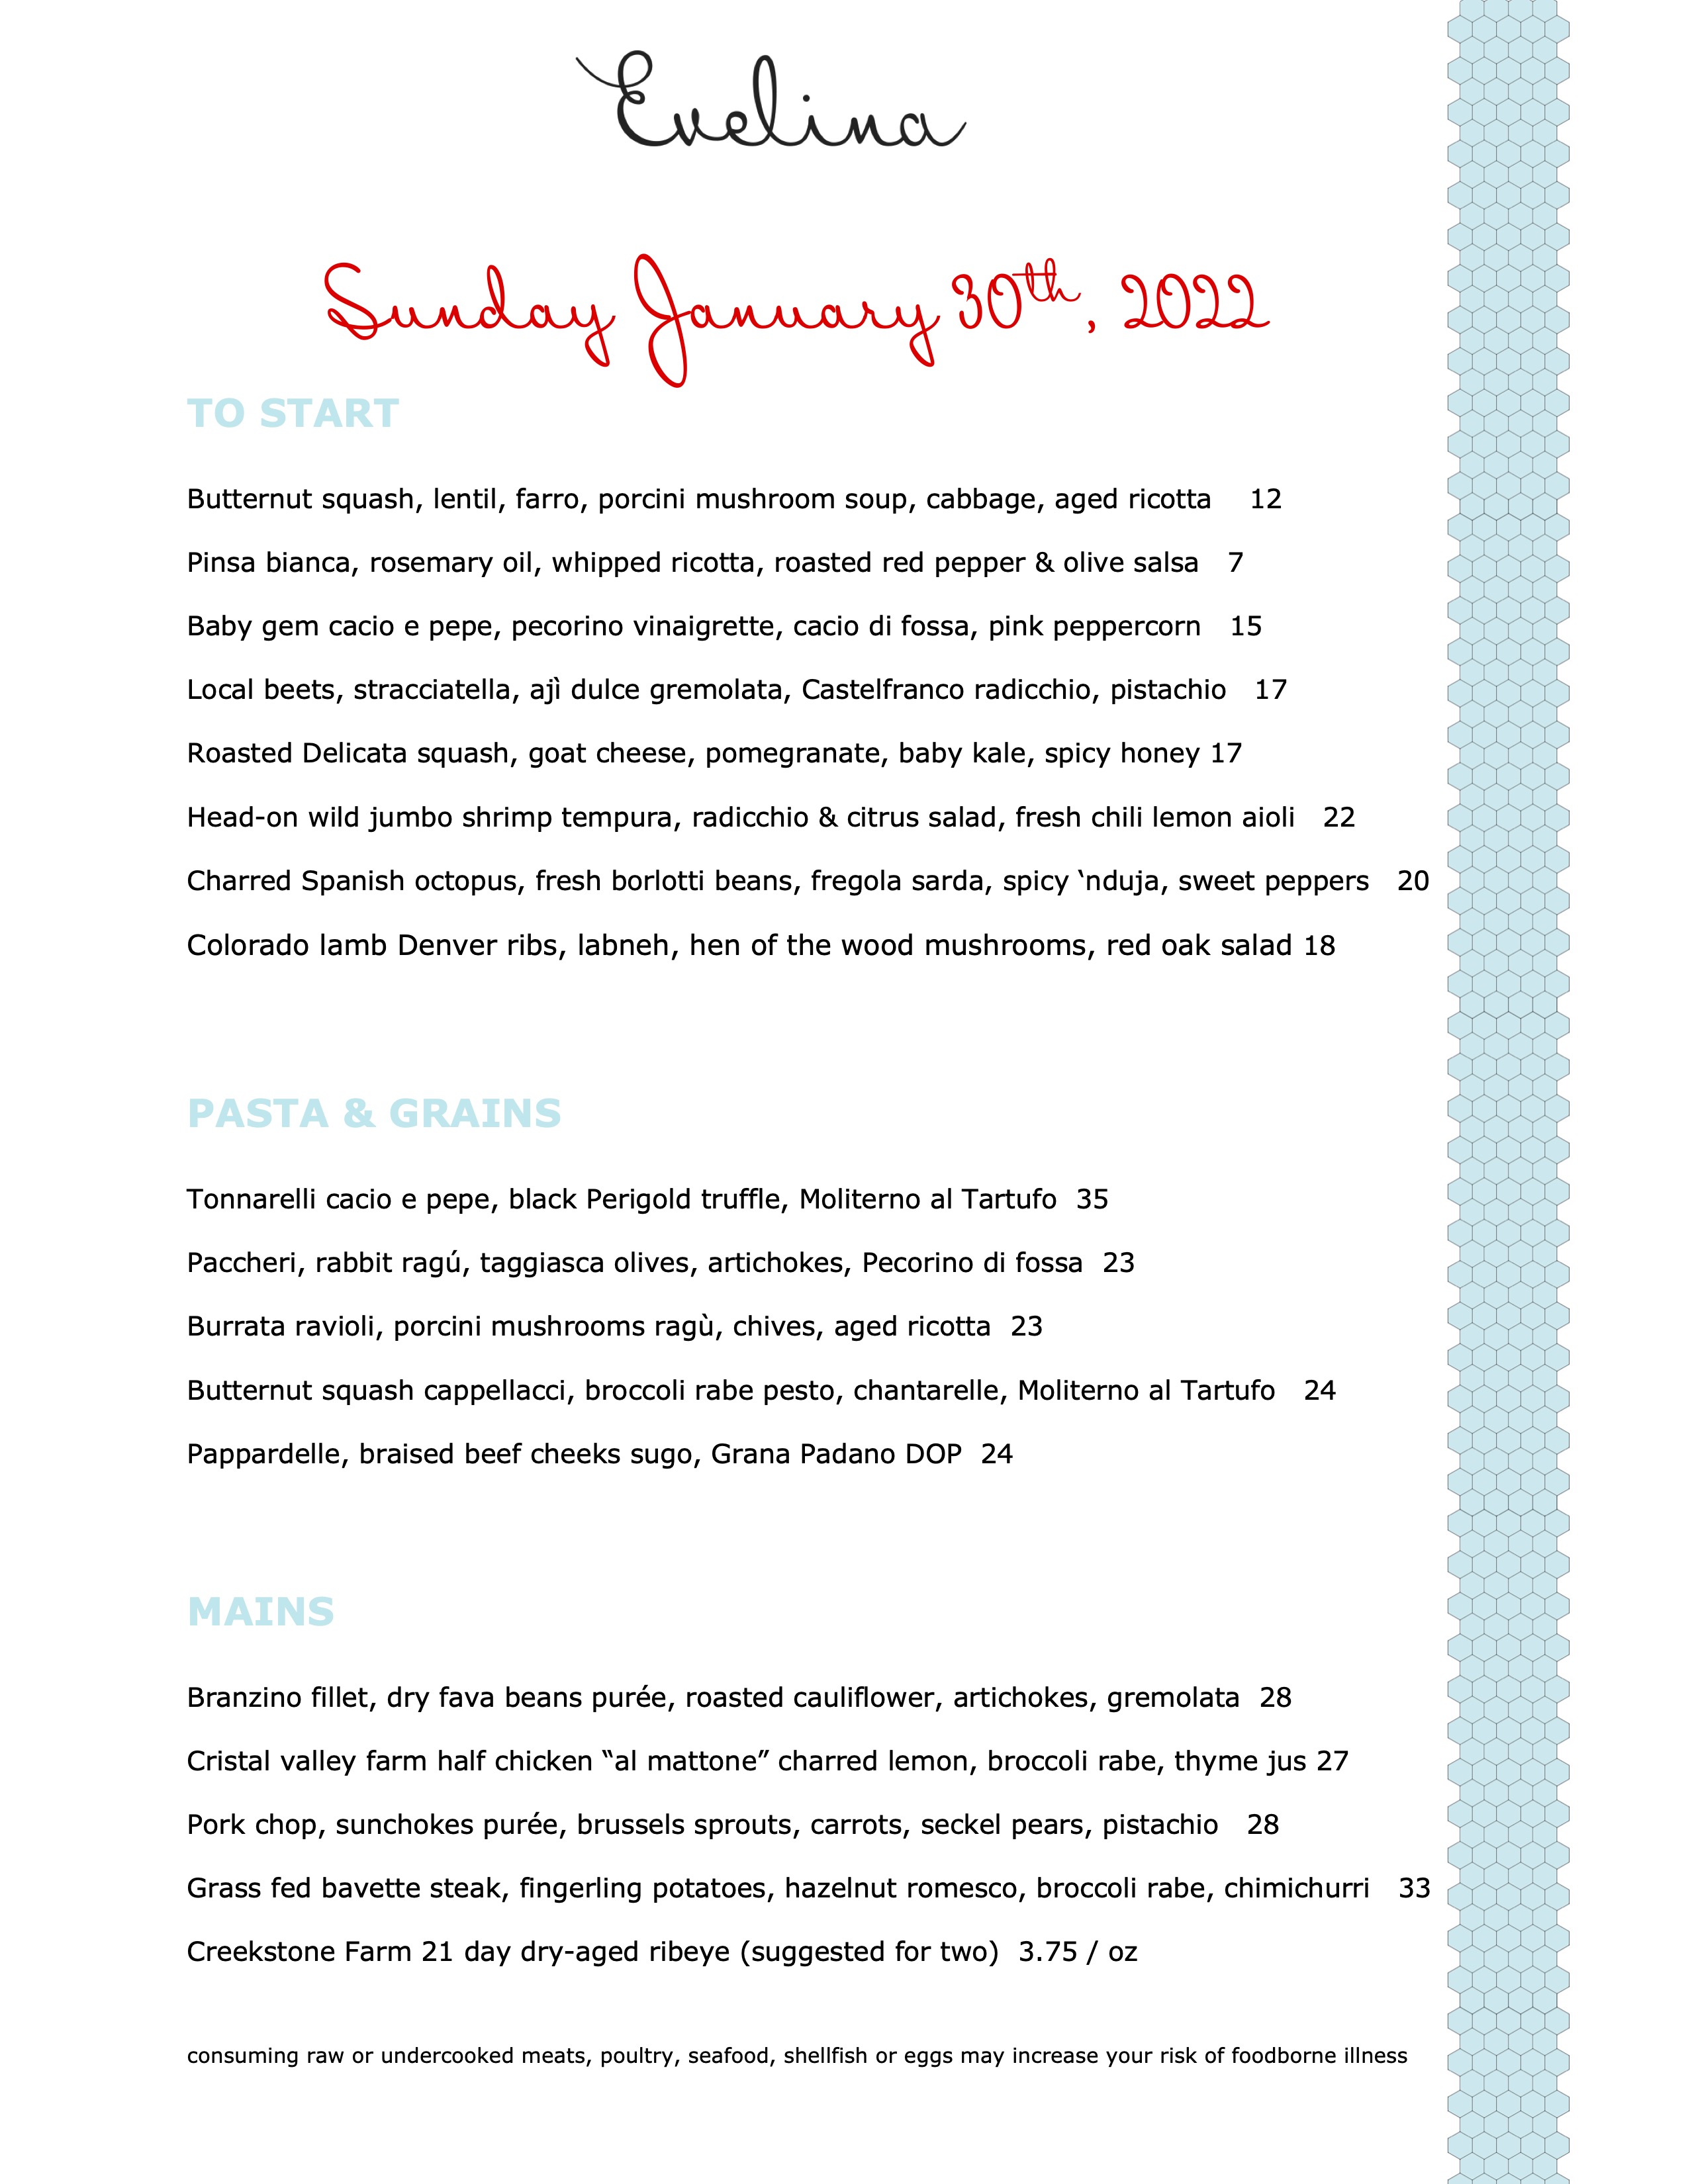 Evelina
Sunday January 30th, 2022
TO START
Butternut squash, lentil, farro, porcini mushroom soup, cabbage, aged ricotta 12
Pinsa bianca, rosemary oil, whipped ricotta, roasted red pepper & olive salsa 7
Baby gem cacio e pepe, pecorino vinaigrette, cacio di fossa, pink peppercorn 15
Local beets, stracciatella, ajì dulce gremolata, Castelfranco radicchio, pistachio 17
Roasted Delicata squash, goat cheese, pomegranate, baby kale, spicy honey 17
Head-on wild jumbo shrimp tempura, radicchio & citrus salad, fresh chili lemon aioli 22
Charred Spanish octopus, fresh borlotti beans, fregola sarda, spicy ‘nduja, sweet peppers 20
Colorado lamb Denver ribs, labneh, hen of the wood mushrooms, red oak salad 18
PASTA & GRAINS
Tonnarelli cacio e pepe, black Perigold truffle, Moliterno al Tartufo 35
Paccheri, rabbit ragú, taggiasca olives, artichokes, Pecorino di fossa 23
Burrata ravioli, porcini mushrooms ragù, chives, aged ricotta 23
Butternut squash cappellacci, broccoli rabe pesto, chantarelle, Moliterno al Tartufo 24
Pappardelle, braised beef cheeks sugo, Grana Padano DOP 24
MAINS
Branzino fillet, dry fava beans purée, roasted cauliflower, artichokes, gremolata 28
Cristal valley farm half chicken “al mattone” charred lemon, broccoli rabe, thyme jus 27
Pork chop, sunchokes purée, brussels sprouts, carrots, seckel pears, pistachio 28
Grass fed bavette steak, fingerling potatoes, hazelnut romesco, broccoli rabe, chimichurri 33
Creekstone Farm 21 day dry-aged ribeye (suggested for two) 3.75 / oz
consuming raw or undercooked meats, poultry, seafood, shellfish or eggs may increase your risk of foodborne illness